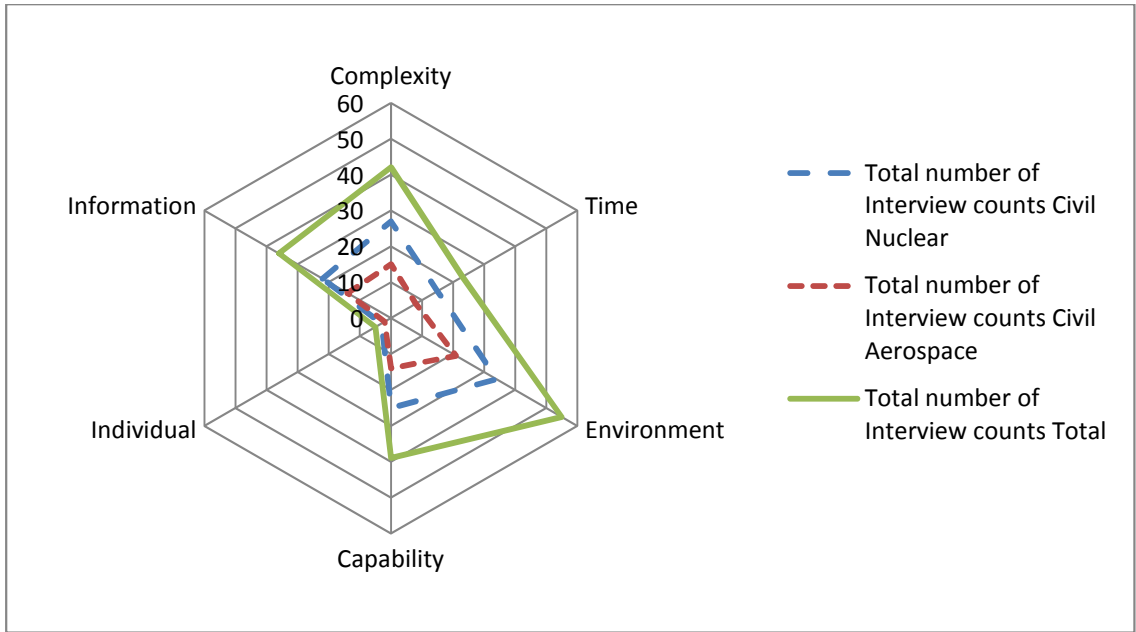 Complexity
60
50
40
30
20
10
0
Information
Time
Individual
Environment
Capability
Total number of
Interview counts Civil
Nuclear
Total number of
Interview counts Civil
Aerospace
Total number of
Interview counts Total